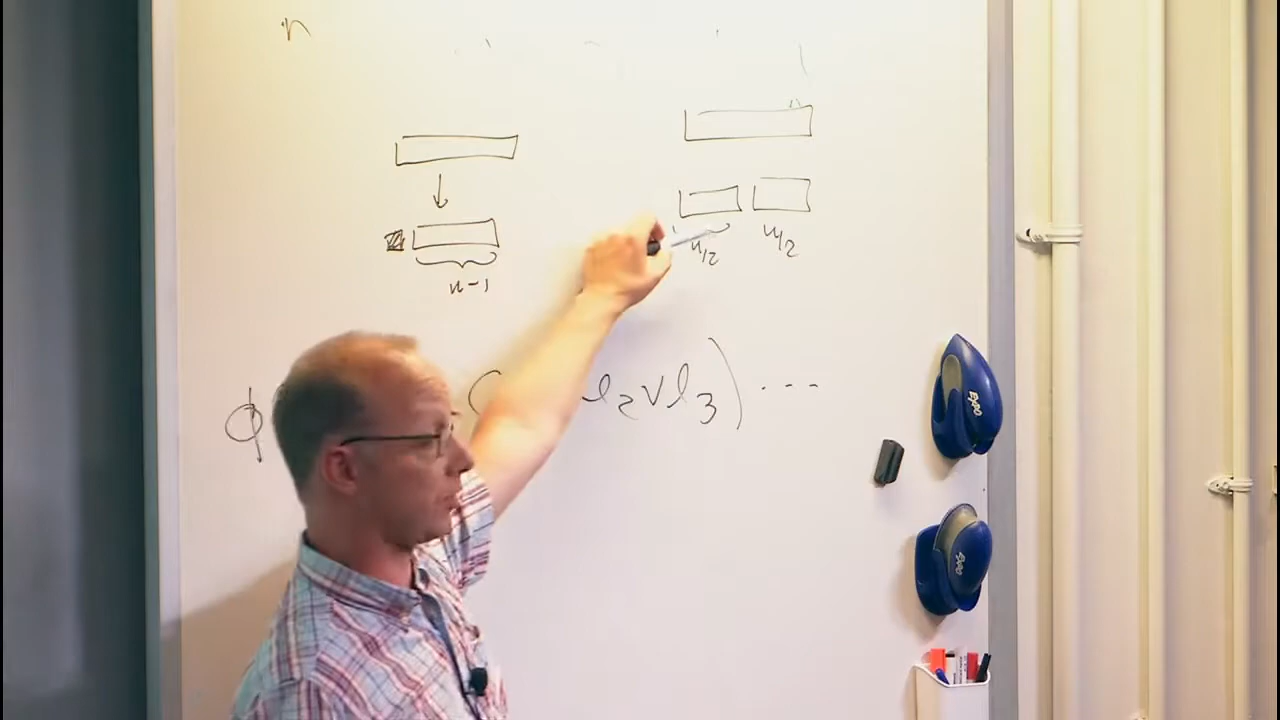 n
n/2 n/2
n-1
ϕ ( l₂ ∨ l₃ ) ...
EXPO
EXPO